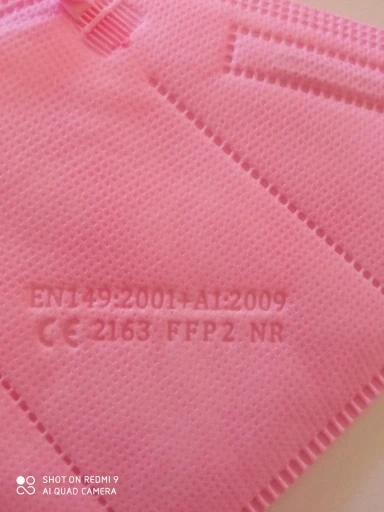 EN149:2001+A1:2009
CE 2163 FFP2 NR
SHOT ON REDMI 9
AI QUAD CAMERA